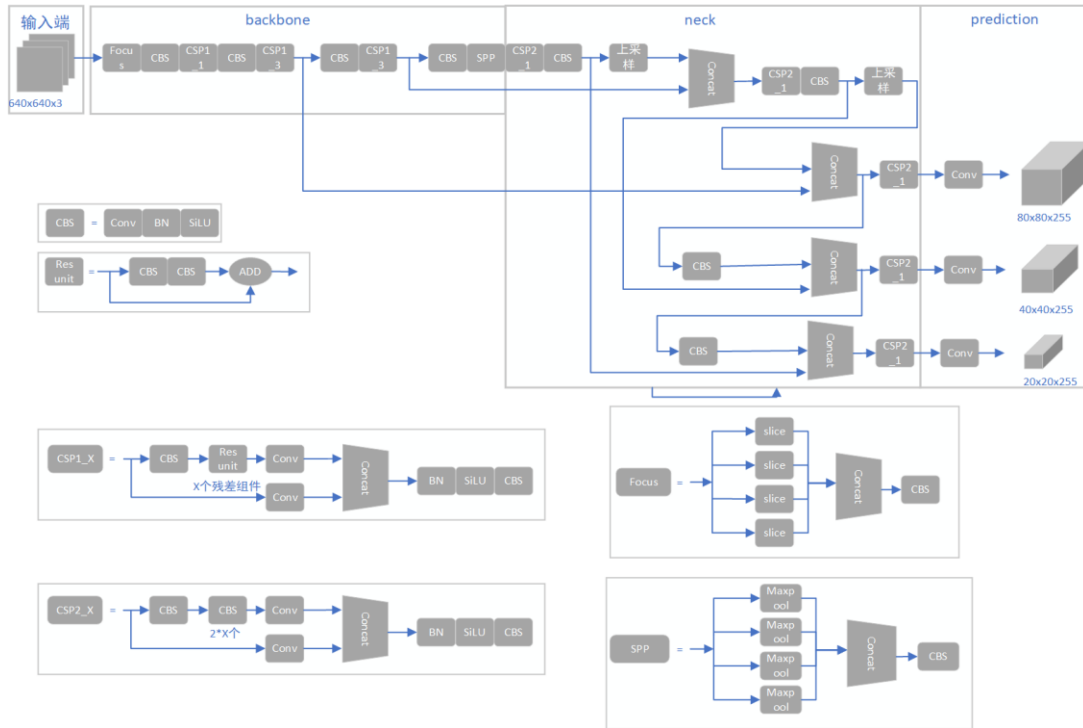 输入端
backbone
neck
prediction
Focus
CBS
CSP1_1
CBS
CSP1_3
CBS
CSP1_3
CBS
SPP
CSP2_1
CBS
上采样
Concat
CSP2_1
CBS
上采样
640x640x3
Concat
CSP2_1
Conv
80x80x255
CBS = Conv BN SiLU
Res unit = CBS CBS ADD
CBS
Concat
CSP2_1
Conv
40x40x255
CBS
Concat
CSP2_1
Conv
20x20x255
CSP1_X = CBS Res unit Conv
X个残差组件
Conv
Concat
BN SiLU CBS
Focus =
slice
slice
slice
slice
Concat
CBS
CSP2_X = CBS CBS Conv
2*X个
Conv
Concat
BN SiLU CBS
SPP =
Maxpool
Maxpool
Maxpool
Maxpool
Concat
CBS